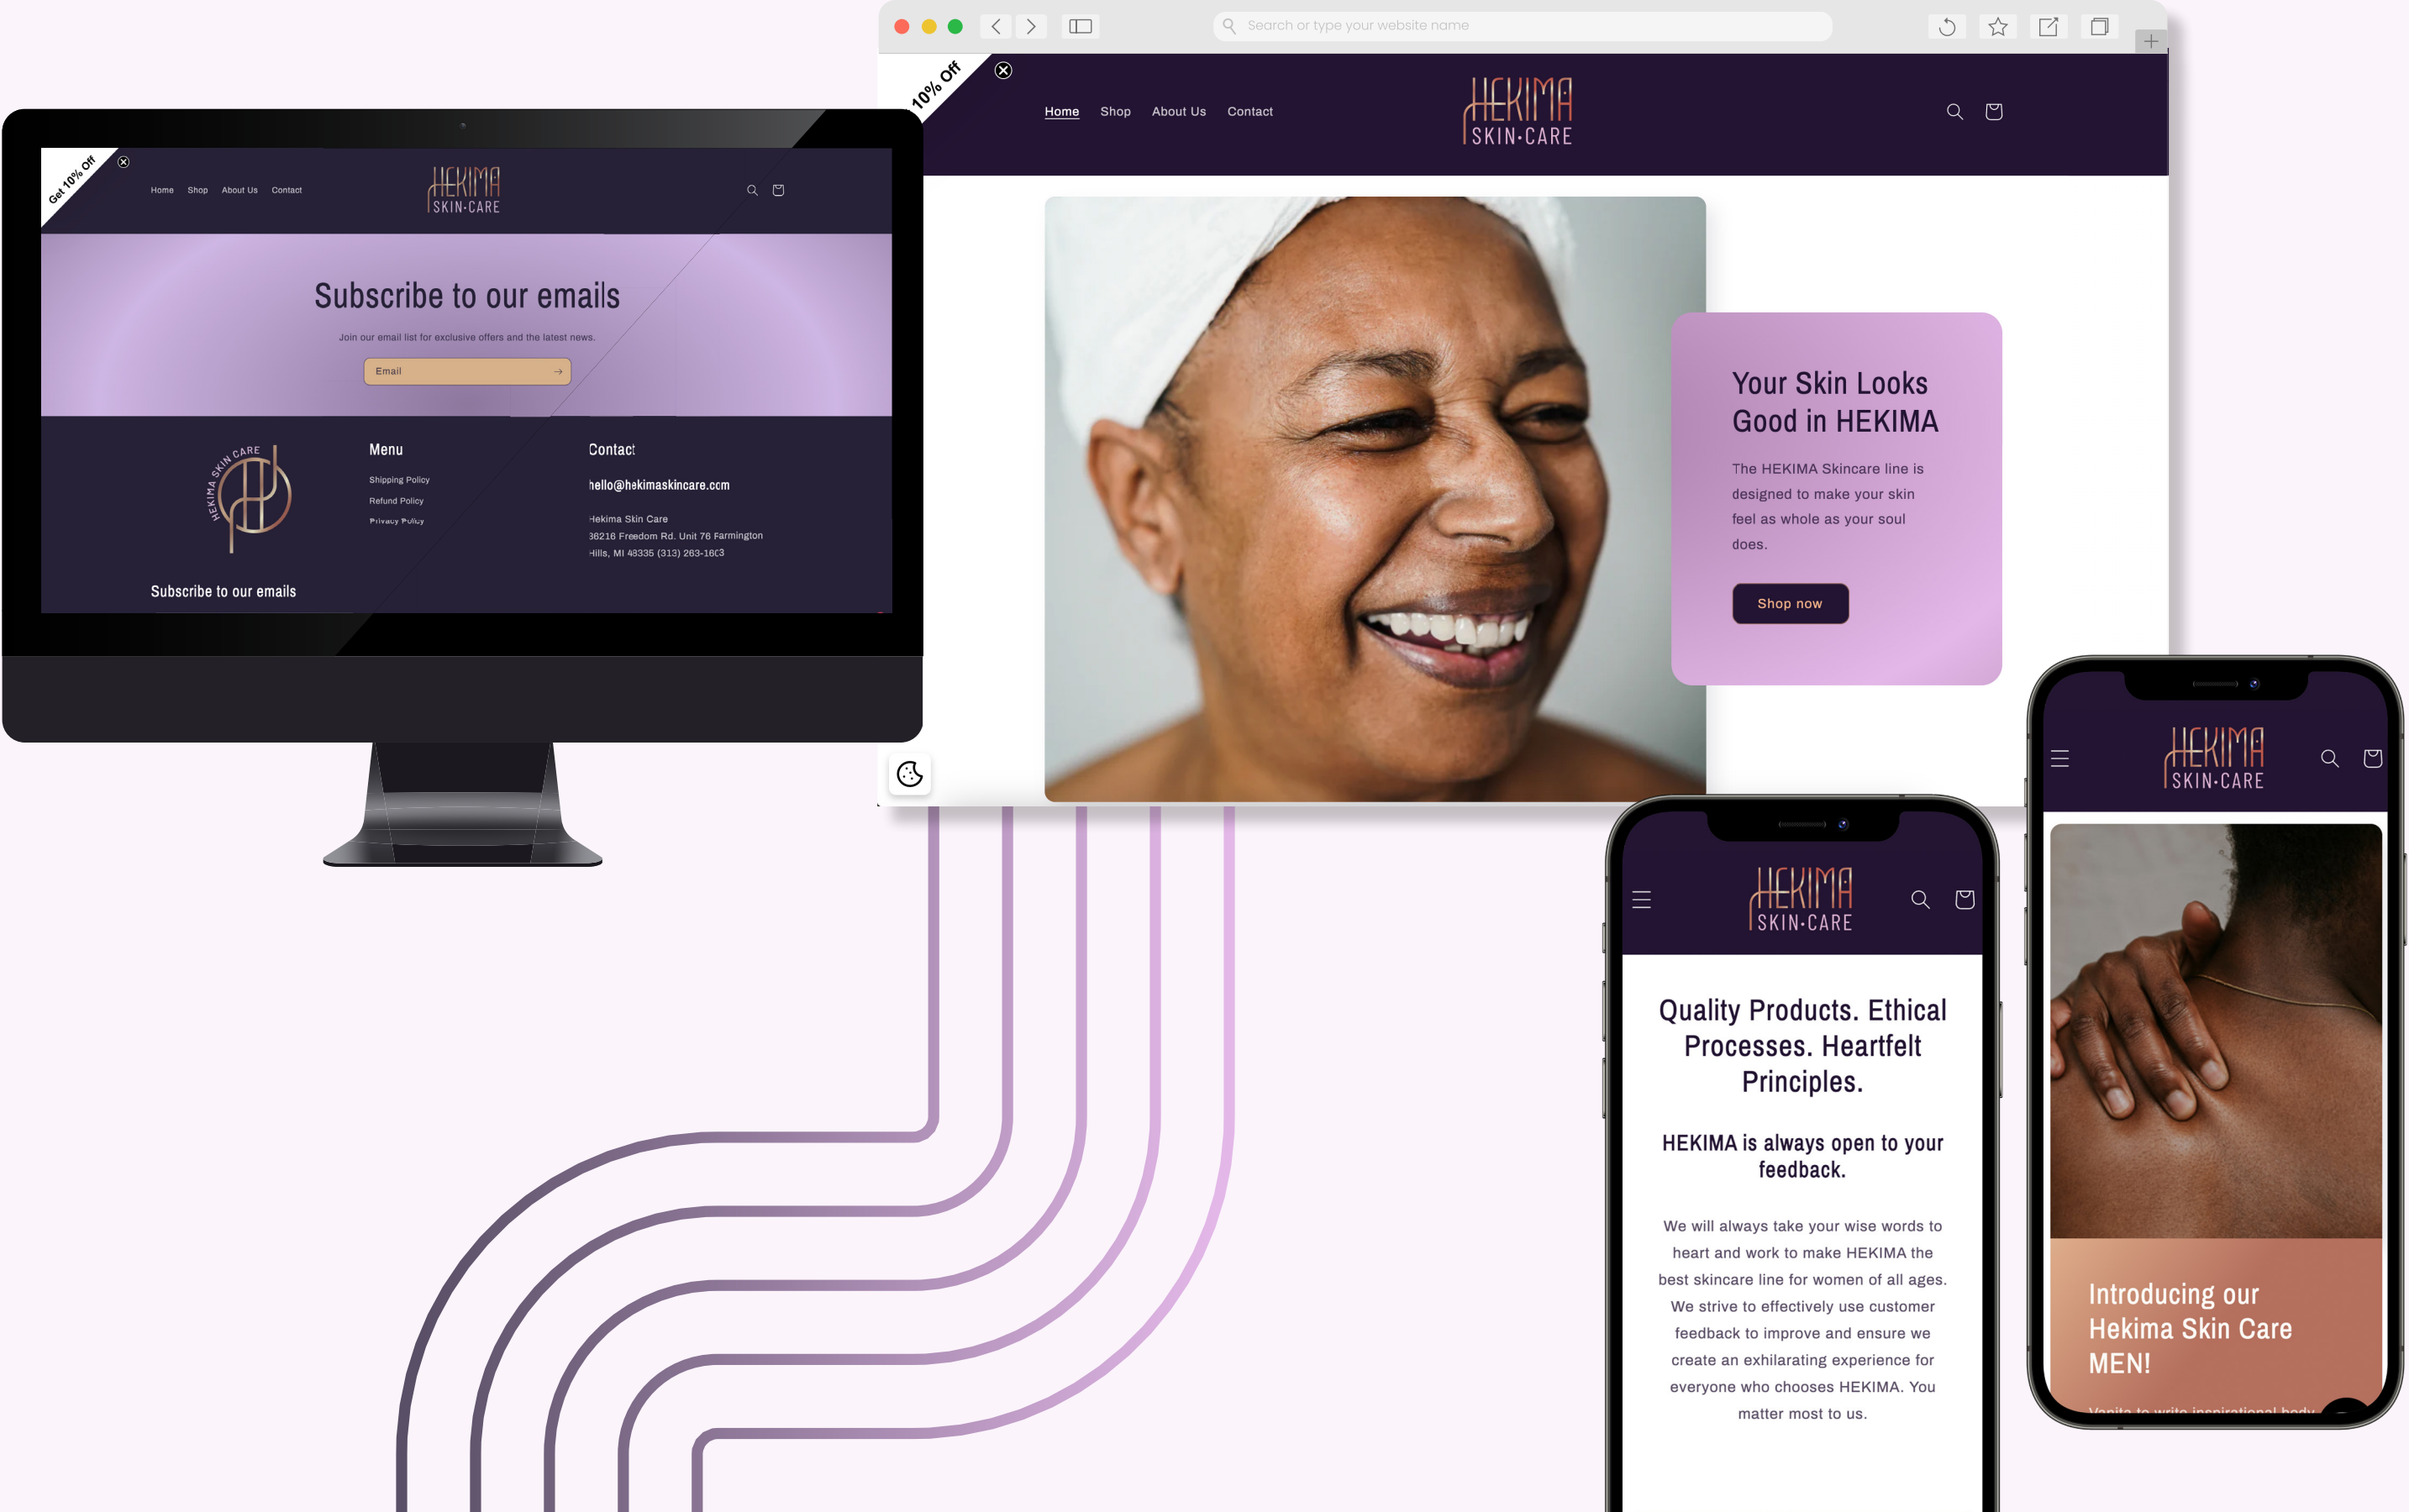 Get 10% Off
Home Shop About Us Contact
HEKIMA
SKIN•CARE
Subscribe to our emails
Join our email list for exclusive offers and the latest news.
Email
HEKIMA SKIN CARE
Menu
Shipping Policy
Refund Policy
Privacy Policy
Contact
hello@hekimaskincare.com
Hekima Skin Care
36216 Freedom Rd. Unit 76 Farmington
Hills, MI 48335 (313) 263-1603
Subscribe to our emails
Search or type your website name
10% Off
Home Shop About Us Contact
HEKIMA
SKIN•CARE
Your Skin Looks
Good in HEKIMA
The HEKIMA Skincare line is
designed to make your skin
feel as whole as your soul
does.
Shop now
HEKIMA
SKIN•CARE
Quality Products. Ethical
Processes. Heartfelt
Principles.
HEKIMA is always open to your
feedback.
We will always take your wise words to
heart and work to make HEKIMA the
best skincare line for women of all ages.
We strive to effectively use customer
feedback to improve and ensure we
create an exhilarating experience for
everyone who chooses HEKIMA. You
matter most to us.
HEKIMA
SKIN•CARE
Introducing our
Hekima Skin Care
MEN!
Vanita to write inspirational body